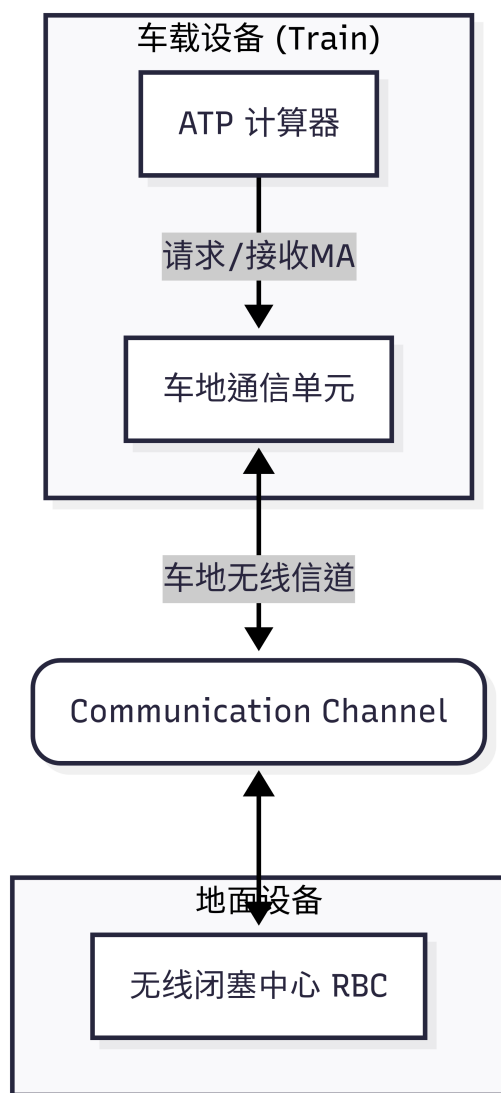 车载设备 (Train)
ATP 计算器
请求/接收MA
车地通信单元
车地无线信道
Communication Channel
地面设备
无线闭塞中心 RBC